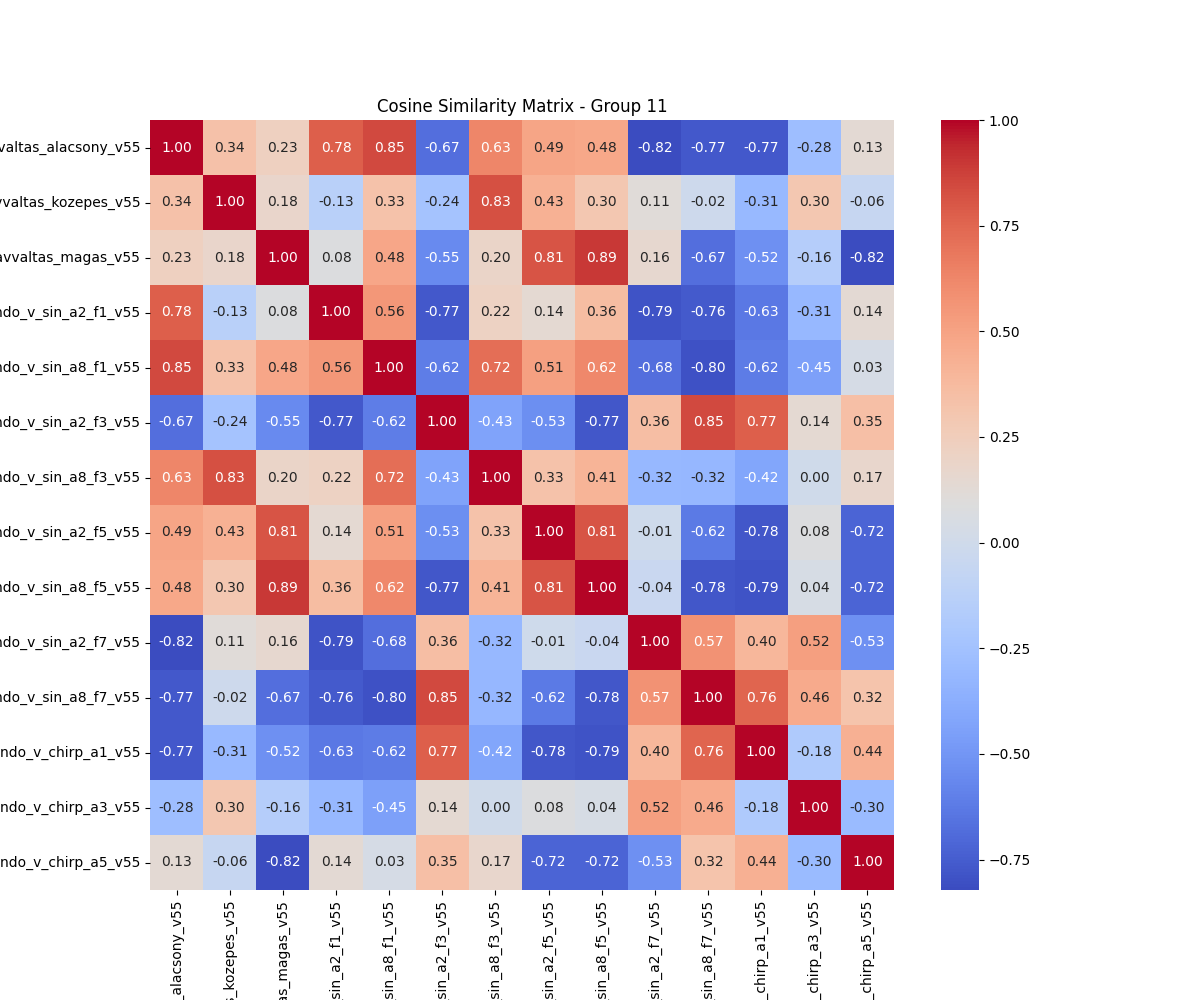 Cosine Similarity Matrix - Group 11
valtas_alacsony_v55 1.00 0.34 0.23 0.78 0.85 -0.67 0.63 0.49 0.48 -0.82 -0.77 -0.77 -0.28 0.13
vvaltas_kozepes_v55 0.34 1.00 0.18 -0.13 0.33 -0.24 0.83 0.43 0.30 0.11 -0.02 -0.31 0.30 -0.06
avvaltas_magas_v55 0.23 0.18 1.00 0.08 0.48 -0.55 0.20 0.81 0.89 0.16 -0.67 -0.52 -0.16 -0.82
ndo_v_sin_a2_f1_v55 0.78 -0.13 0.08 1.00 0.56 -0.77 0.22 0.14 0.36 -0.79 -0.76 -0.63 -0.31 0.14
ndo_v_sin_a8_f1_v55 0.85 0.33 0.48 0.56 1.00 -0.62 0.72 0.51 0.62 -0.68 -0.80 -0.62 -0.45 0.03
ndo_v_sin_a2_f3_v55 -0.67 -0.24 -0.55 -0.77 -0.62 1.00 -0.43 -0.53 -0.77 0.36 0.85 0.77 0.14 0.35
ndo_v_sin_a8_f3_v55 0.63 0.83 0.20 0.22 0.72 -0.43 1.00 0.33 0.41 -0.32 -0.32 -0.42 0.00 0.17
ndo_v_sin_a2_f5_v55 0.49 0.43 0.81 0.14 0.51 -0.53 0.33 1.00 0.81 -0.01 -0.62 -0.78 0.08 -0.72
ndo_v_sin_a8_f5_v55 0.48 0.30 0.89 0.36 0.62 -0.77 0.41 0.81 1.00 -0.04 -0.78 -0.79 0.04 -0.72
ndo_v_sin_a2_f7_v55 -0.82 0.11 0.16 -0.79 -0.68 0.36 -0.32 -0.01 -0.04 1.00 0.57 0.40 0.52 -0.53
ndo_v_sin_a8_f7_v55 -0.77 -0.02 -0.67 -0.76 -0.80 0.85 -0.32 -0.62 -0.78 0.57 1.00 0.76 0.46 0.32
ndo_v_chirp_a1_v55 -0.77 -0.31 -0.52 -0.63 -0.62 0.77 -0.42 -0.78 -0.79 0.40 0.76 1.00 -0.18 0.44
ndo_v_chirp_a3_v55 -0.28 0.30 -0.16 -0.31 -0.45 0.14 0.00 0.08 0.04 0.52 0.46 -0.18 1.00 -0.30
ndo_v_chirp_a5_v55 0.13 -0.06 -0.82 0.14 0.03 0.35 0.17 -0.72 -0.72 -0.53 0.32 0.44 -0.30 1.00
_alacsony_v55
s_kozepes_v55
as_magas_v55
sin_a2_f1_v55
sin_a8_f1_v55
sin_a2_f3_v55
sin_a8_f3_v55
sin_a2_f5_v55
sin_a8_f5_v55
sin_a2_f7_v55
sin_a8_f7_v55
_chirp_a1_v55
_chirp_a3_v55
_chirp_a5_v55
1.00
0.75
0.50
0.25
0.00
−0.25
−0.50
−0.75